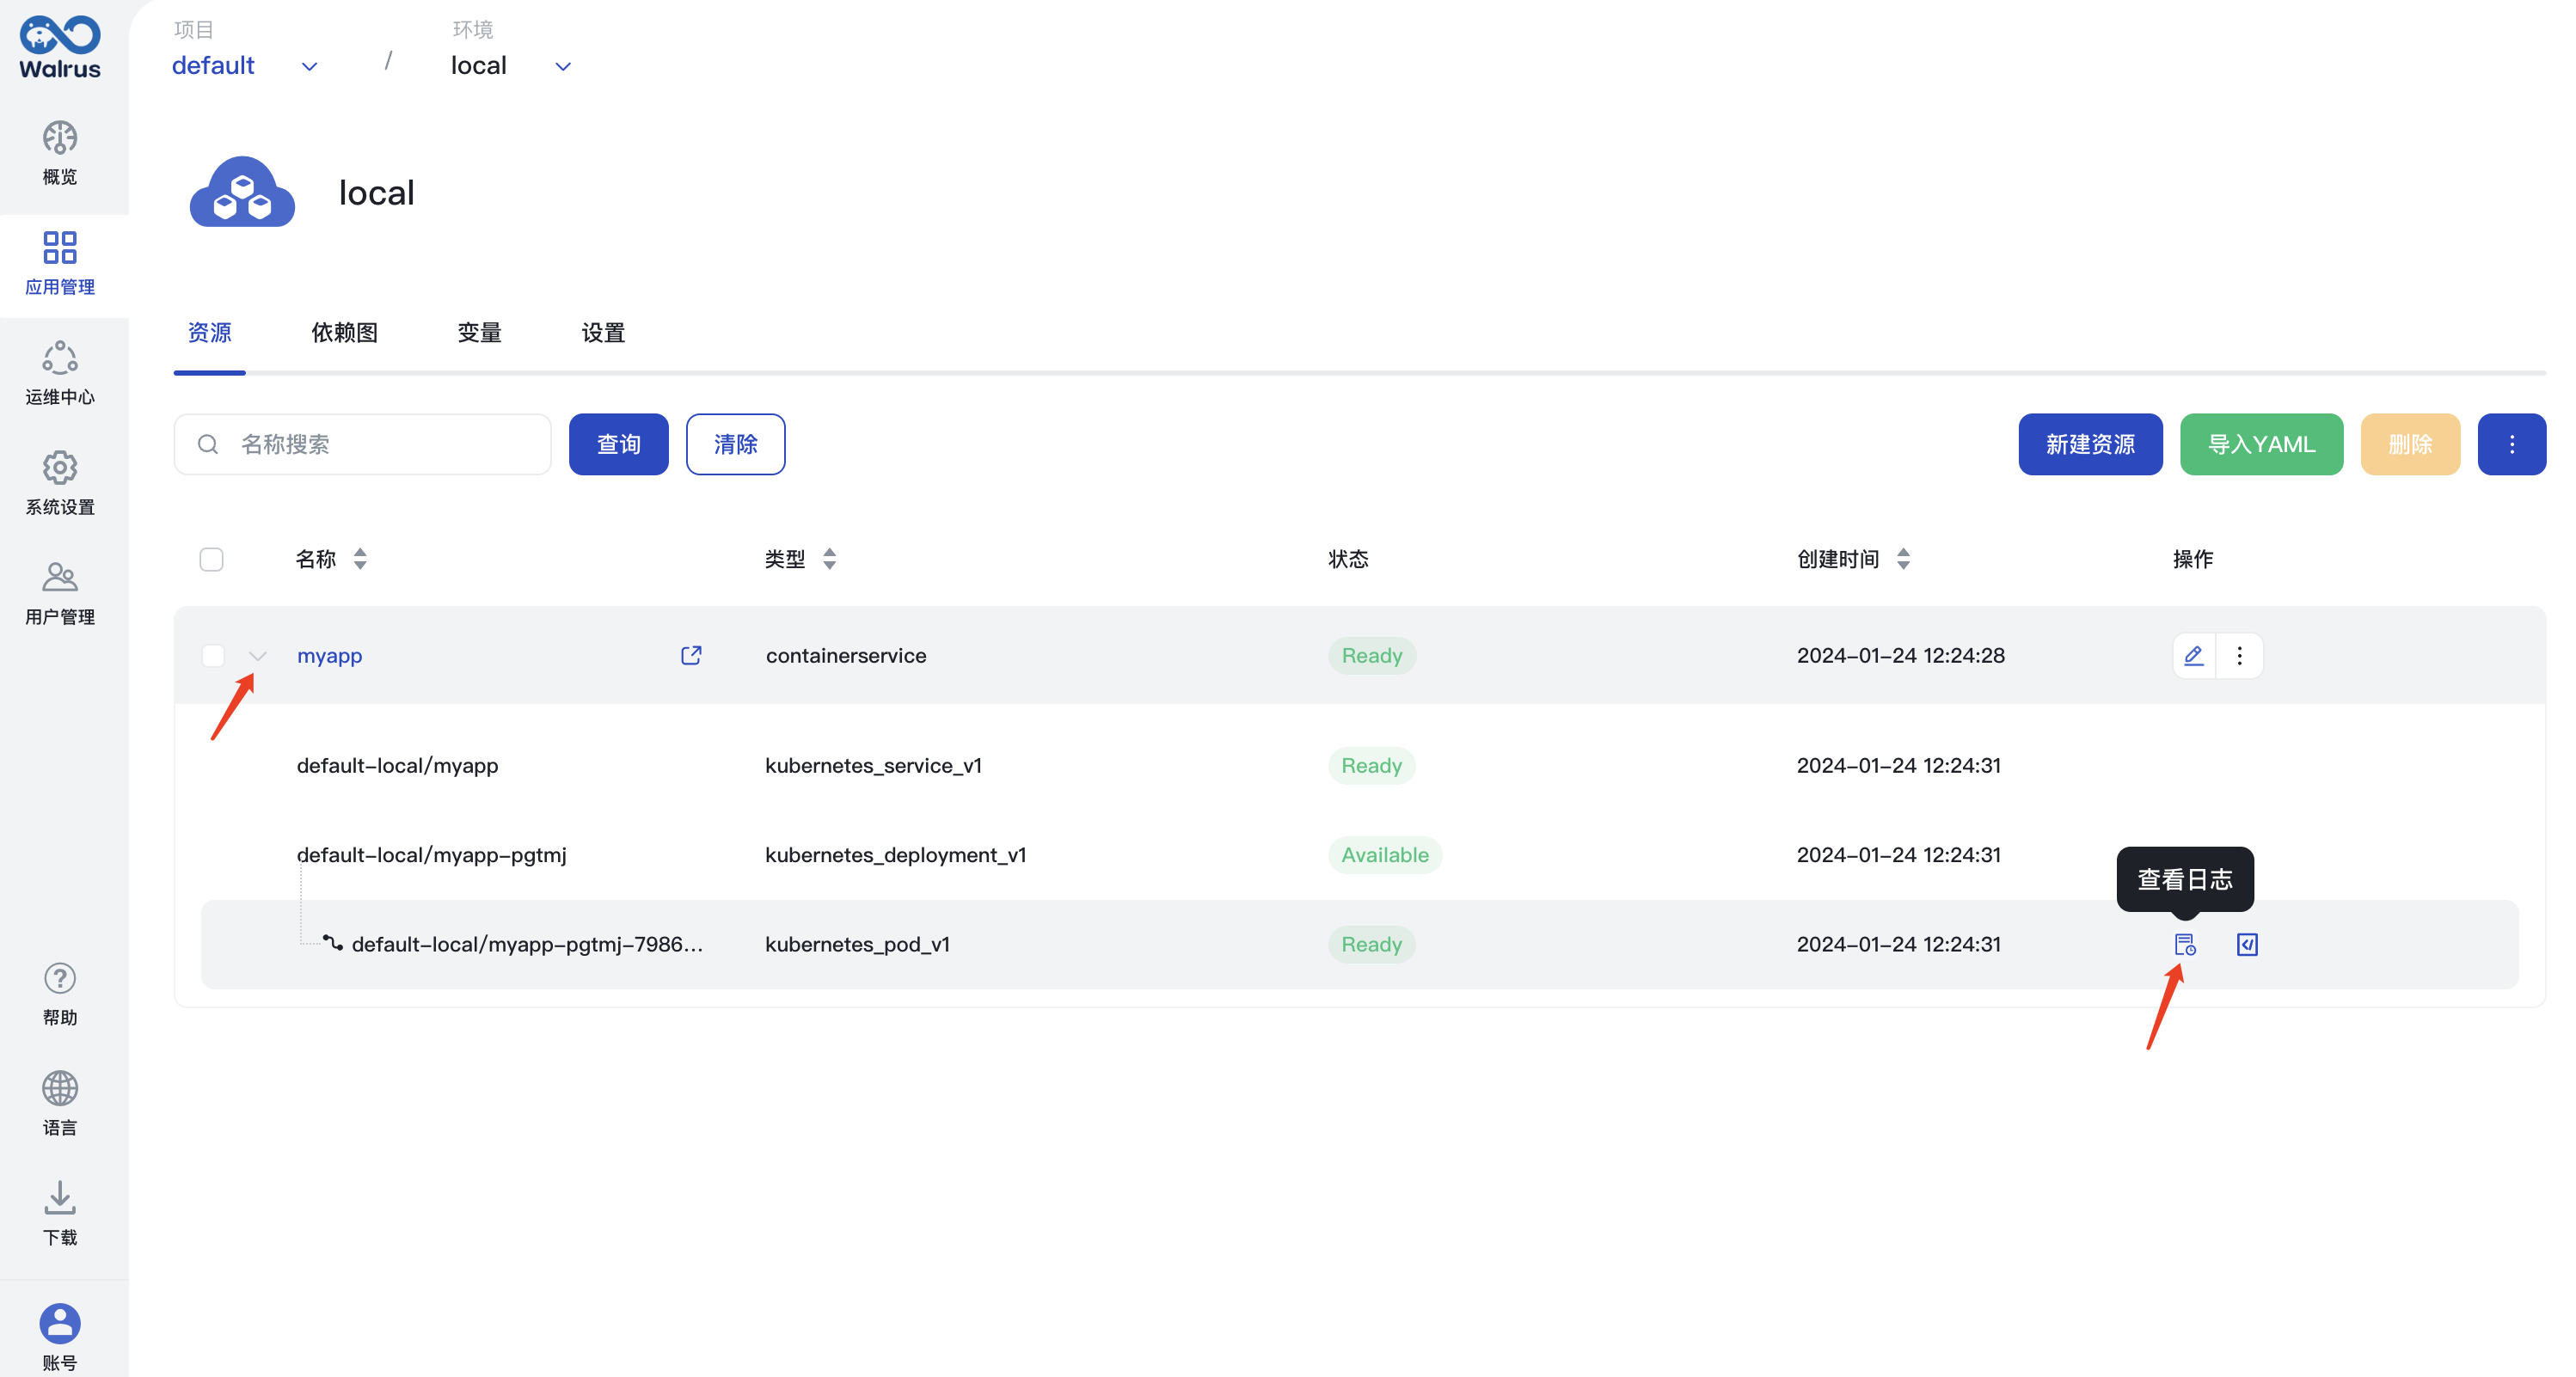 Walrus
概览
应用管理
运维中心
系统设置
用户管理
帮助
语言
下载
账号
项目
default
/
环境
local
local
资源
依赖图
变量
设置
名称搜索
查询
清除
新建资源
导入YAML
删除
名称
类型
状态
创建时间
操作
myapp
containerservice
Ready
2024-01-24 12:24:28
default-local/myapp
kubernetes_service_v1
Ready
2024-01-24 12:24:31
default-local/myapp-pgtmj
kubernetes_deployment_v1
Available
2024-01-24 12:24:31
查看日志
default-local/myapp-pgtmj-7986...
kubernetes_pod_v1
Ready
2024-01-24 12:24:31